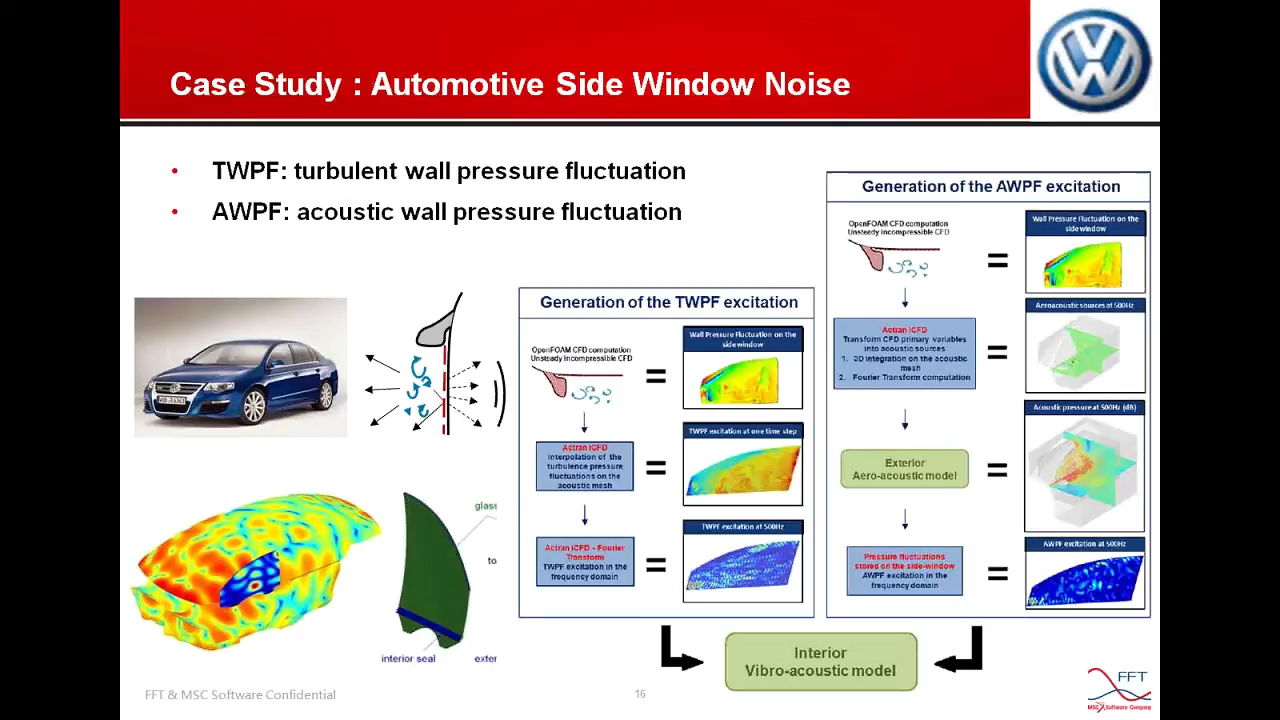 Case Study : Automotive Side Window Noise
• TWPF: turbulent wall pressure fluctuation
• AWPF: acoustic wall pressure fluctuation
glass
to
interior seal
exter
Generation of the TWPF excitation
OpenFOAM CFD computation
Unsteady incompressible CFD
=
Wall Pressure Fluctuation on the
side window
Actran ICFD
Interpolation of the
turbulence pressure
fluctuations on the
acoustic mesh
=
TWPF excitation at one time step
Actran ICFD - Fourier
Transform
TWPF excitation in the
frequency domain
=
TWPF excitation at 500Hz
Generation of the AWPF excitation
OpenFOAM CFD computation
Unsteady incompressible CFD
=
Wall Pressure Fluctuation on the
side window
Actran ICFD
Transform CFD primary variables
into acoustic sources
1. 3D integration on the acoustic
mesh
2. Fourier Transform computation
=
Aeroacoustic sources at 500Hz
Exterior
Aero-acoustic model
=
Acoustic pressure at 500Hz (dB)
Pressure fluctuations
stored on the side-window
AWPF excitation in the
frequency domain
=
AWPF excitation at 500Hz
Interior
Vibro-acoustic model
FFT & MSC Software Confidential
16
FFT
MSC Software Company